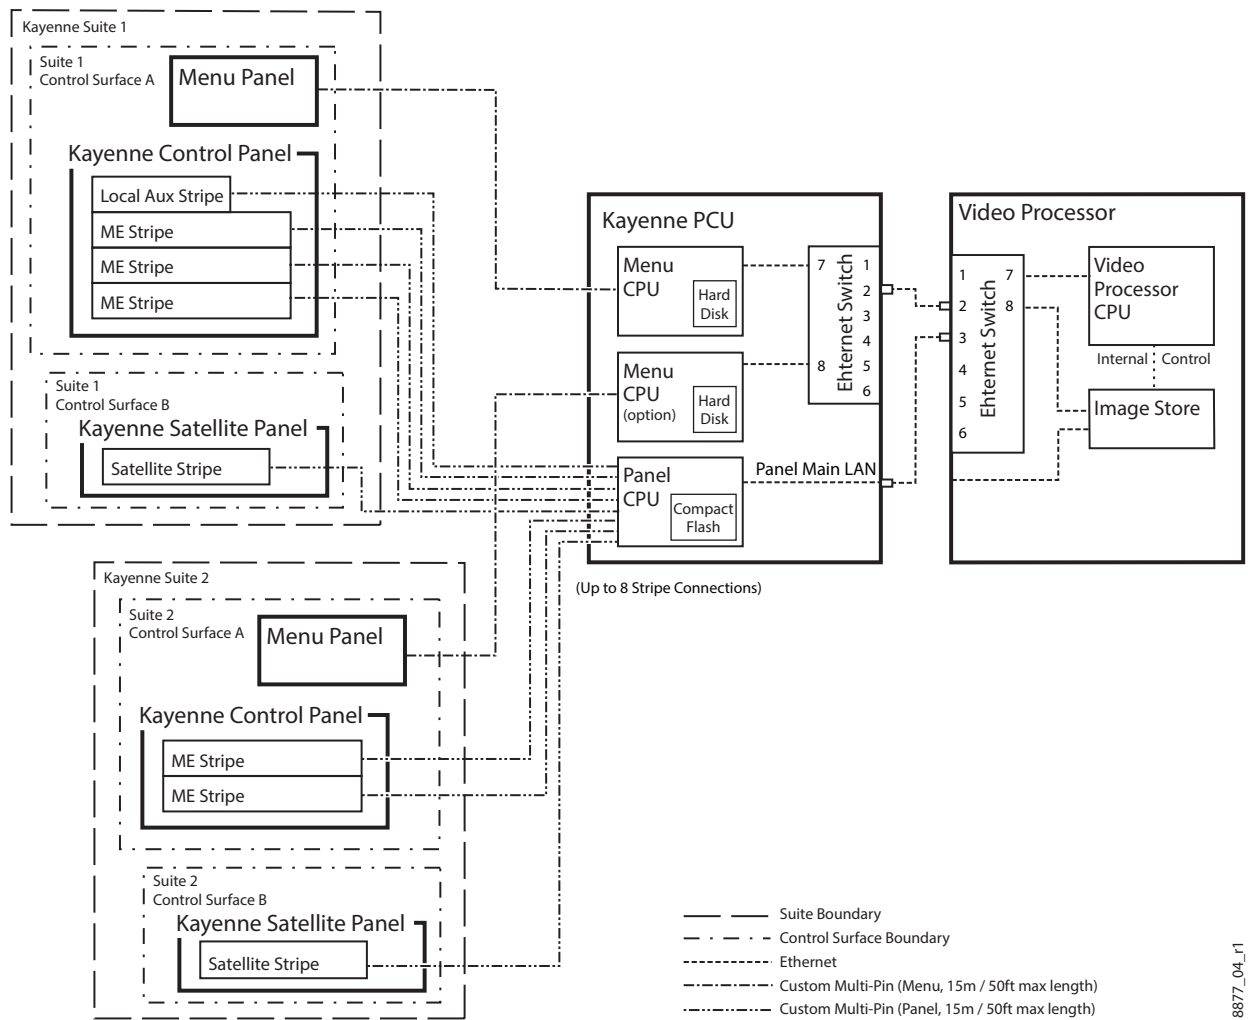 Kayenne Suite 1
Suite 1
Control Surface A
Menu Panel
Kayenne Control Panel
Local Aux Stripe
ME Stripe
ME Stripe
ME Stripe
Suite 1
Control Surface B
Kayenne Satellite Panel
Satellite Stripe
Kayenne Suite 2
Suite 2
Control Surface A
Menu Panel
Kayenne Control Panel
ME Stripe
ME Stripe
Suite 2
Control Surface B
Kayenne Satellite Panel
Satellite Stripe
Kayenne PCU
Menu
CPU
Hard
Disk
Menu
CPU
(option)
Hard
Disk
Panel
CPU
Compact
Flash
Ehternet Switch
7
8
1
2
3
4
5
6
Panel Main LAN
(Up to 8 Stripe Connections)
Video Processor
1
2
3
4
5
6
Ehternet Switch
7
8
Video
Processor
CPU
Internal
Control
Image Store
Suite Boundary
Control Surface Boundary
Ethernet
Custom Multi-Pin (Menu, 15m / 50ft max length)
Custom Multi-Pin (Panel, 15m / 50ft max length)
8877_04_r1